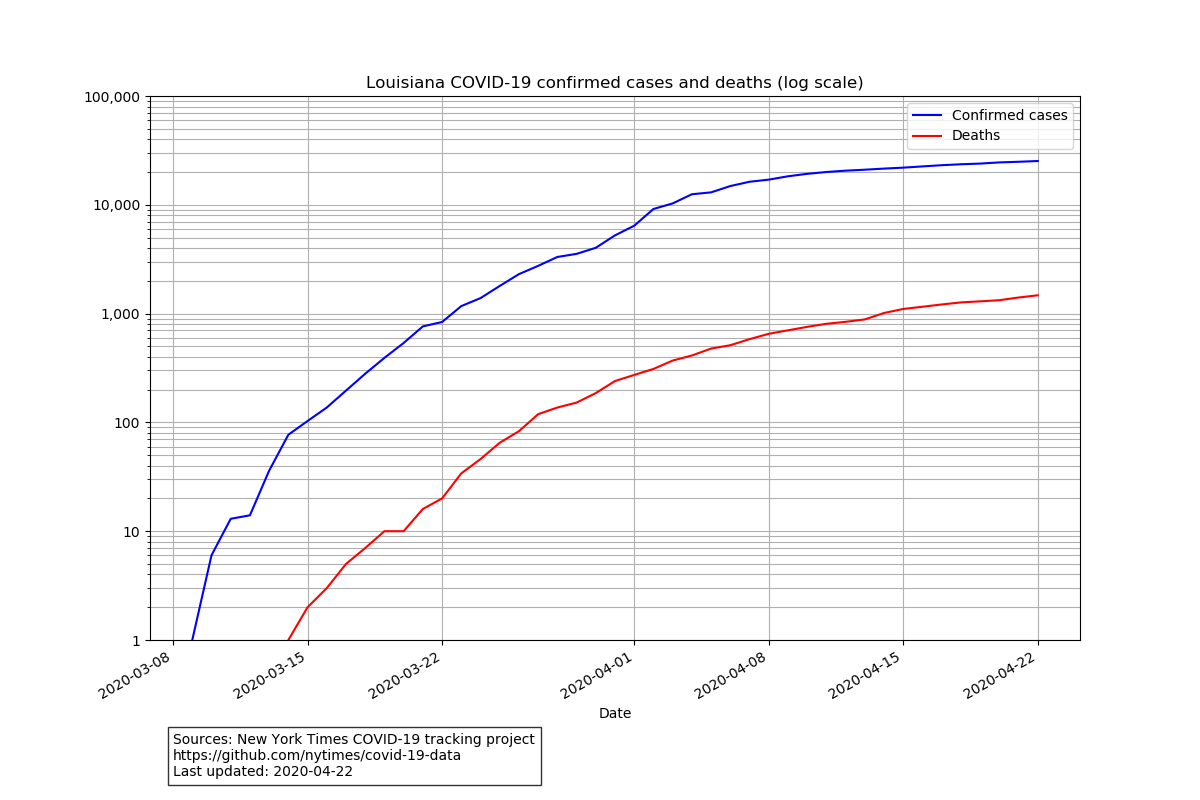 Louisiana COVID-19 confirmed cases and deaths (log scale)
100,000
10,000
1,000
100
10
1
Confirmed cases
Deaths
2020-03-08
2020-03-15
2020-03-22
2020-04-01
2020-04-08
2020-04-15
2020-04-22
Date
Sources: New York Times COVID-19 tracking project
https://github.com/nytimes/covid-19-data
Last updated: 2020-04-22